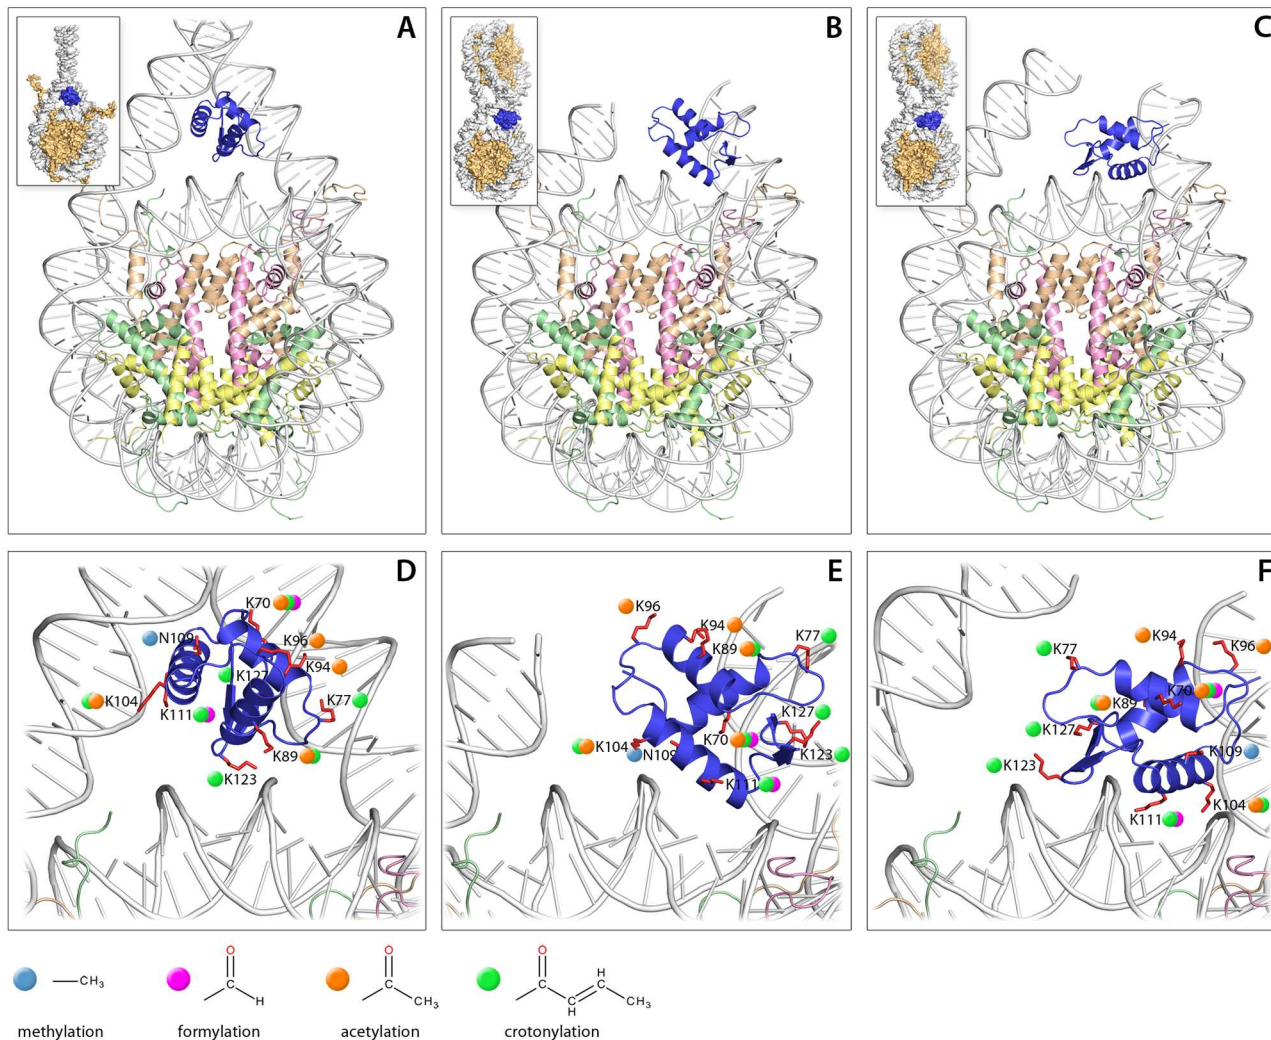 A
B
C
D
K70
N109
K96
K94
K127
K104
K77
K111
K89
K123
E
K96
K94
K77
K89
K127
K70
K104
N109
K123
K111
F
K94
K96
K77
K70
K89
K127
K109
K123
K104
K111
O
O
O
H
CH3
H
CH3
H
CH3
methylation
formylation
acetylation
crotonylation